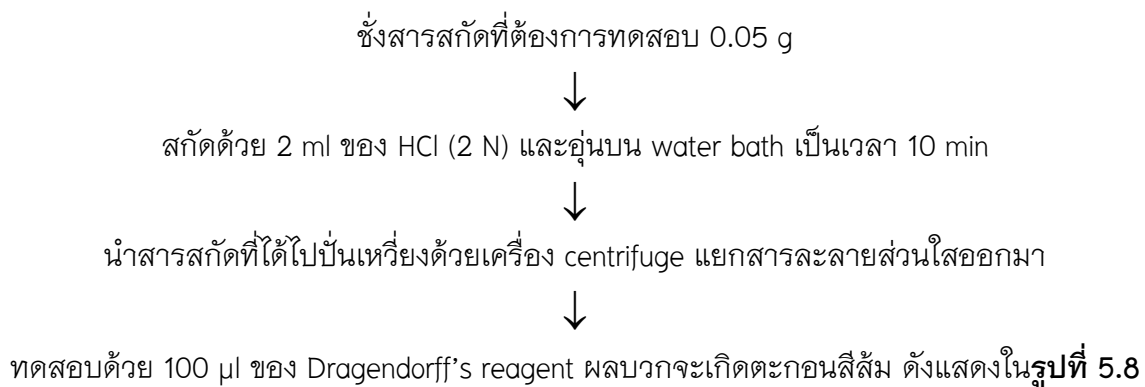 ชั่งสารสกัดที่ต้องการทดสอบ 0.05 g
↓
สกัดด้วย 2 ml ของ HCl (2 N) และอุ่นบน water bath เป็นเวลา 10 min
↓
นำสารสกัดที่ได้ไปปั่นเหวี่ยงด้วยเครื่อง centrifuge แยกสารละลายส่วนใสออกมา
↓
ทดสอบด้วย 100 µl ของ Dragendorff’s reagent ผลบวกจะเกิดตะกอนสีส้ม ดังแสดงในรูปที่ 5.8